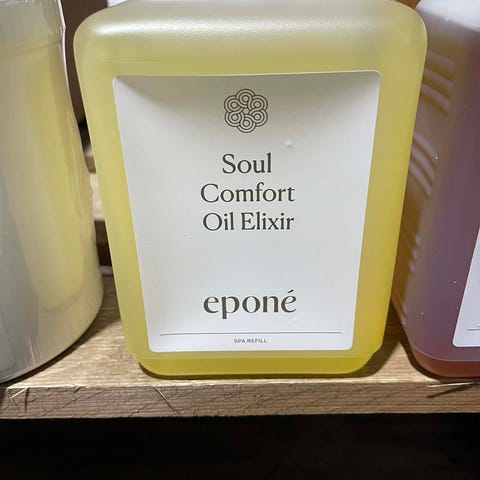 Soul
Comfort
Oil Elixir
eponé
SPA REFILL